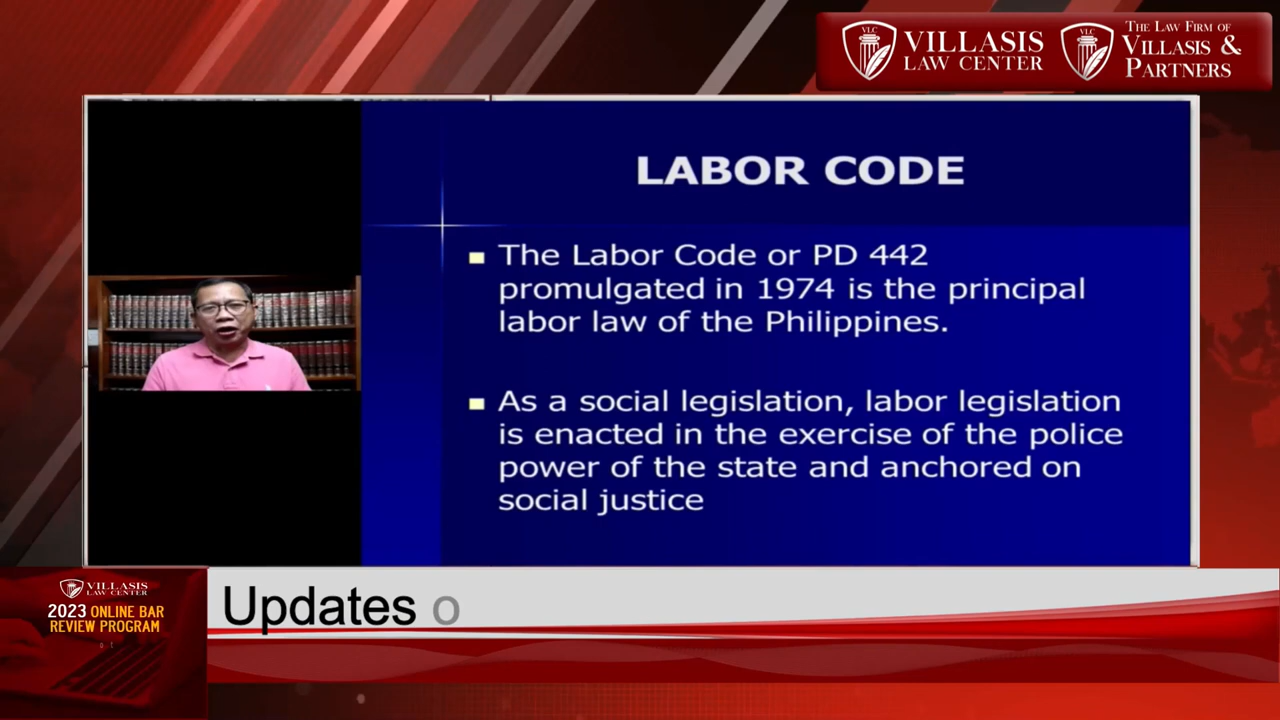 VLC
VILLASIS
LAW CENTER
VLC
THE LAW FIRM OF
VILLASIS &
PARTNERS
LABOR CODE
The Labor Code or PD 442
promulgated in 1974 is the principal
labor law of the Philippines.
As a social legislation, labor legislation
is enacted in the exercise of the police
power of the state and anchored on
social justice
VILLASIS
LAW CENTER
2023 ONLINE BAR
REVIEW PROGRAM
Updates o